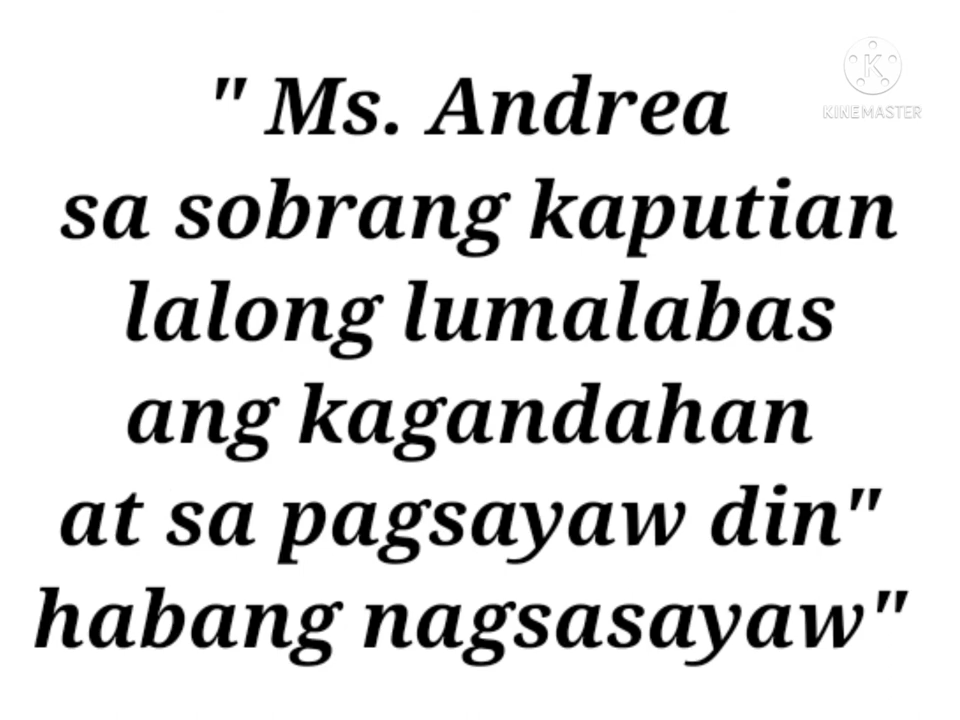 " Ms. Andrea
KINEMASTER
sa sobrang kaputian
lalong lumalabas
ang kagandahan
at sa pagsayaw din"
habang nagsasayaw"